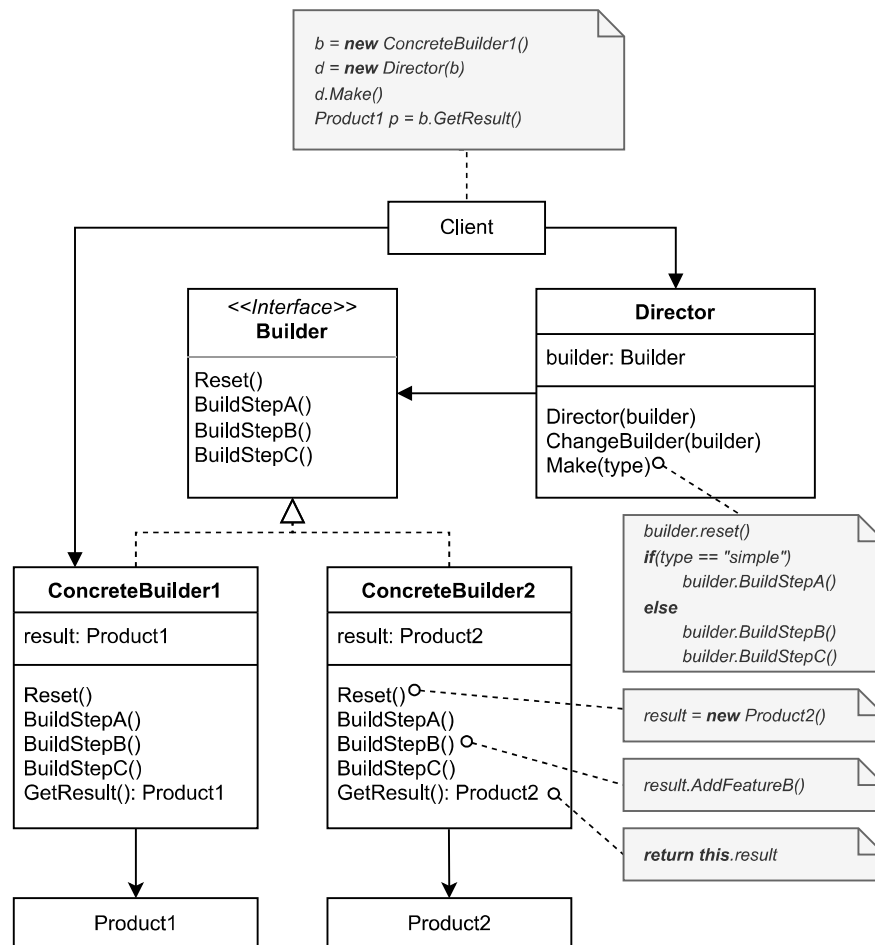 b = new ConcreteBuilder1()
d = new Director(b)
d.Make()
Product1 p = b.GetResult()
Client
<<Interface>>
Builder
Reset()
BuildStepA()
BuildStepB()
BuildStepC()
Director
builder: Builder
Director(builder)
ChangeBuilder(builder)
Make(type)
builder.reset()
if(type == "simple")
builder.BuildStepA()
else
builder.BuildStepB()
builder.BuildStepC()
ConcreteBuilder1
result: Product1
Reset()
BuildStepA()
BuildStepB()
BuildStepC()
GetResult(): Product1
ConcreteBuilder2
result: Product2
Reset()
BuildStepA()
BuildStepB()
BuildStepC()
GetResult(): Product2
result = new Product2()
result.AddFeatureB()
return this.result
Product1
Product2